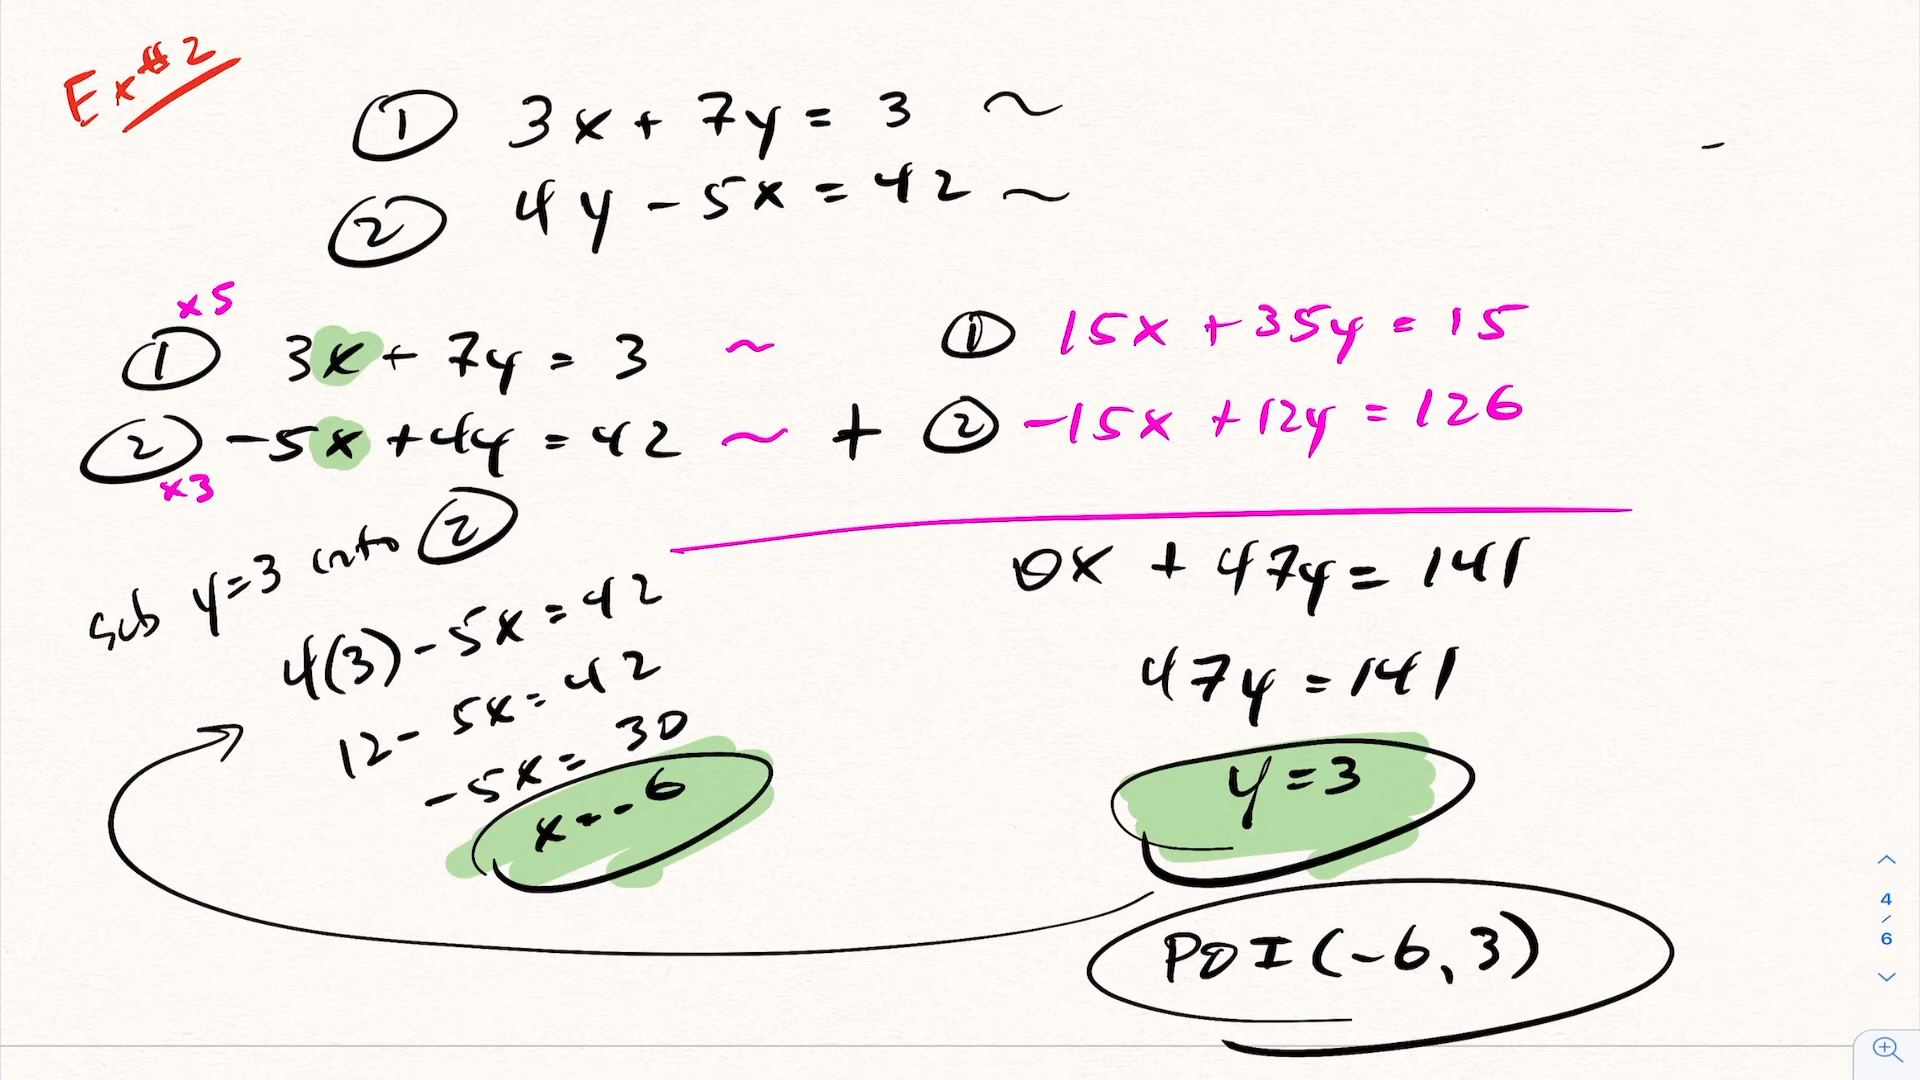 Ex#2
① 3x + 7y = 3 ~
② 4y - 5x = 42 ~
x5
① 3x + 7y = 3 ~
② -5x + 4y = 42 ~
x3
① 15x + 35y = 15
+ ② -15x + 12y = 126
0x + 47y = 141
47y = 141
y = 3
sub y=3 into ②
4(3) - 5x = 42
12 - 5x = 42
-5x = 30
x = -6
POI (-6, 3)
4
/
6